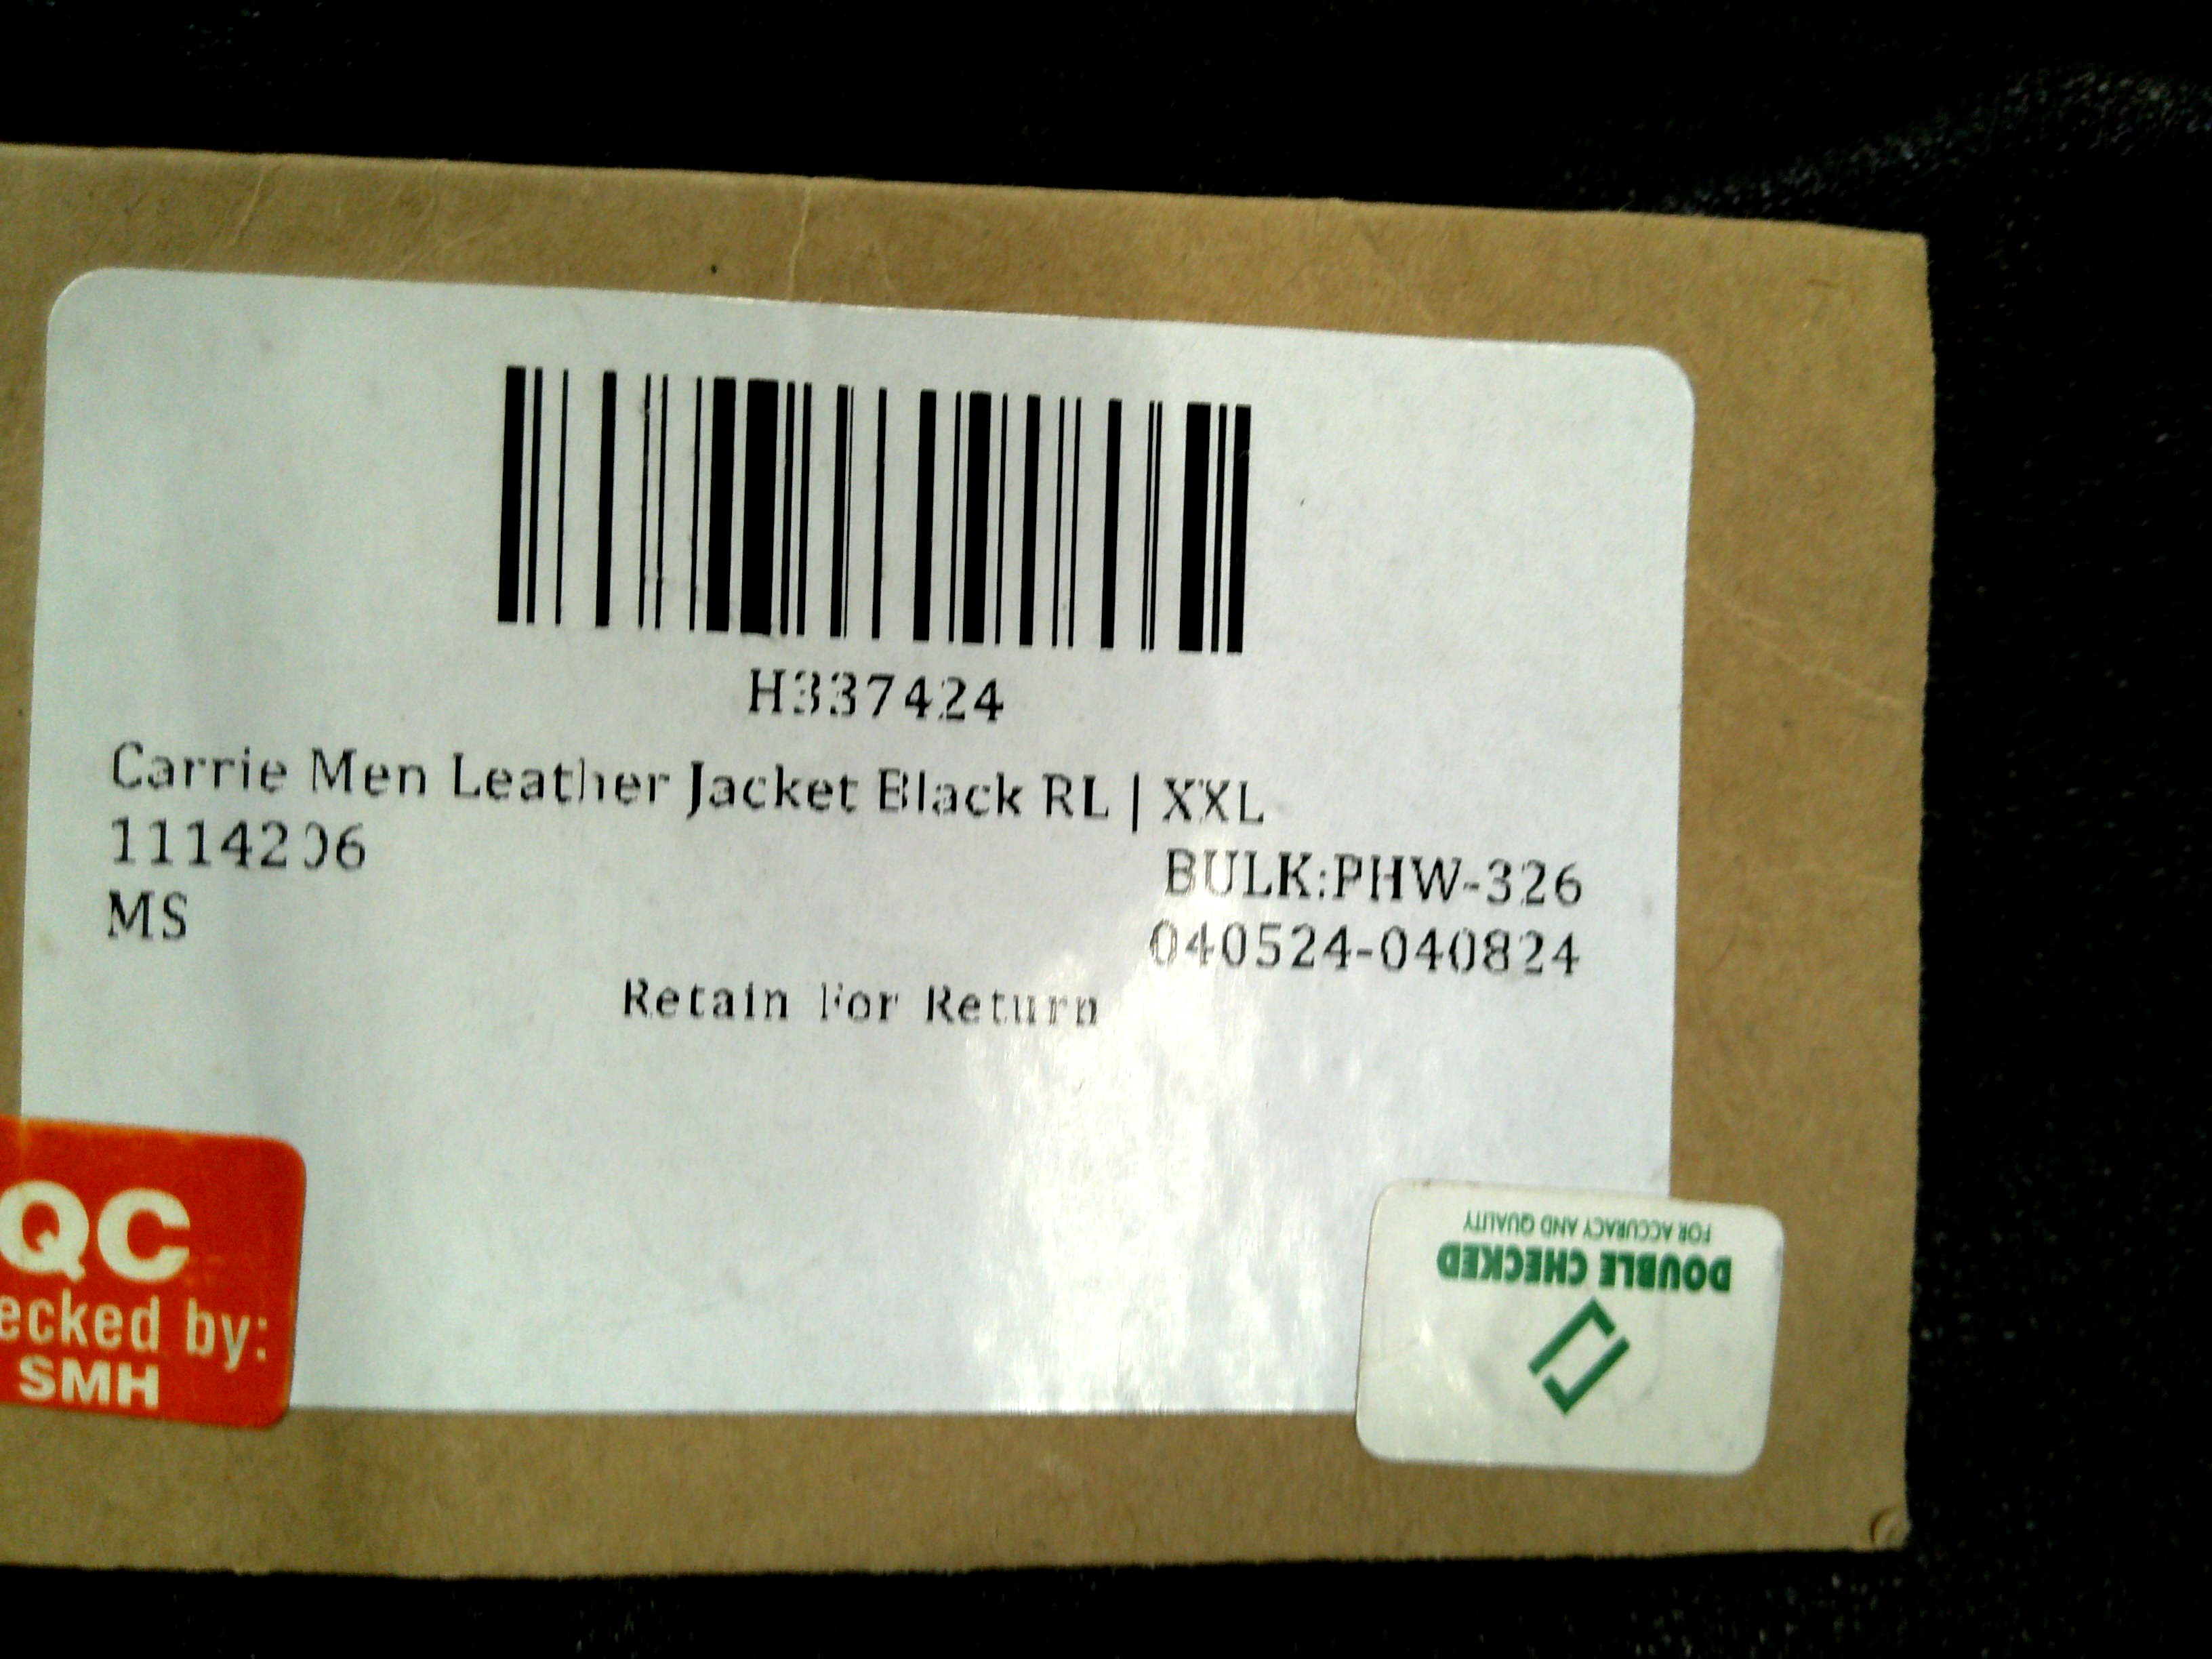 H337424
Carrie Men Leather Jacket Black RL | XXL
1114206
BULK:PHW-326
MS
040524-040824
Retain For Return
QC
ecked by:
SMH
DOUBLE CHECKED
FOR ACCURACY AND QUALITY